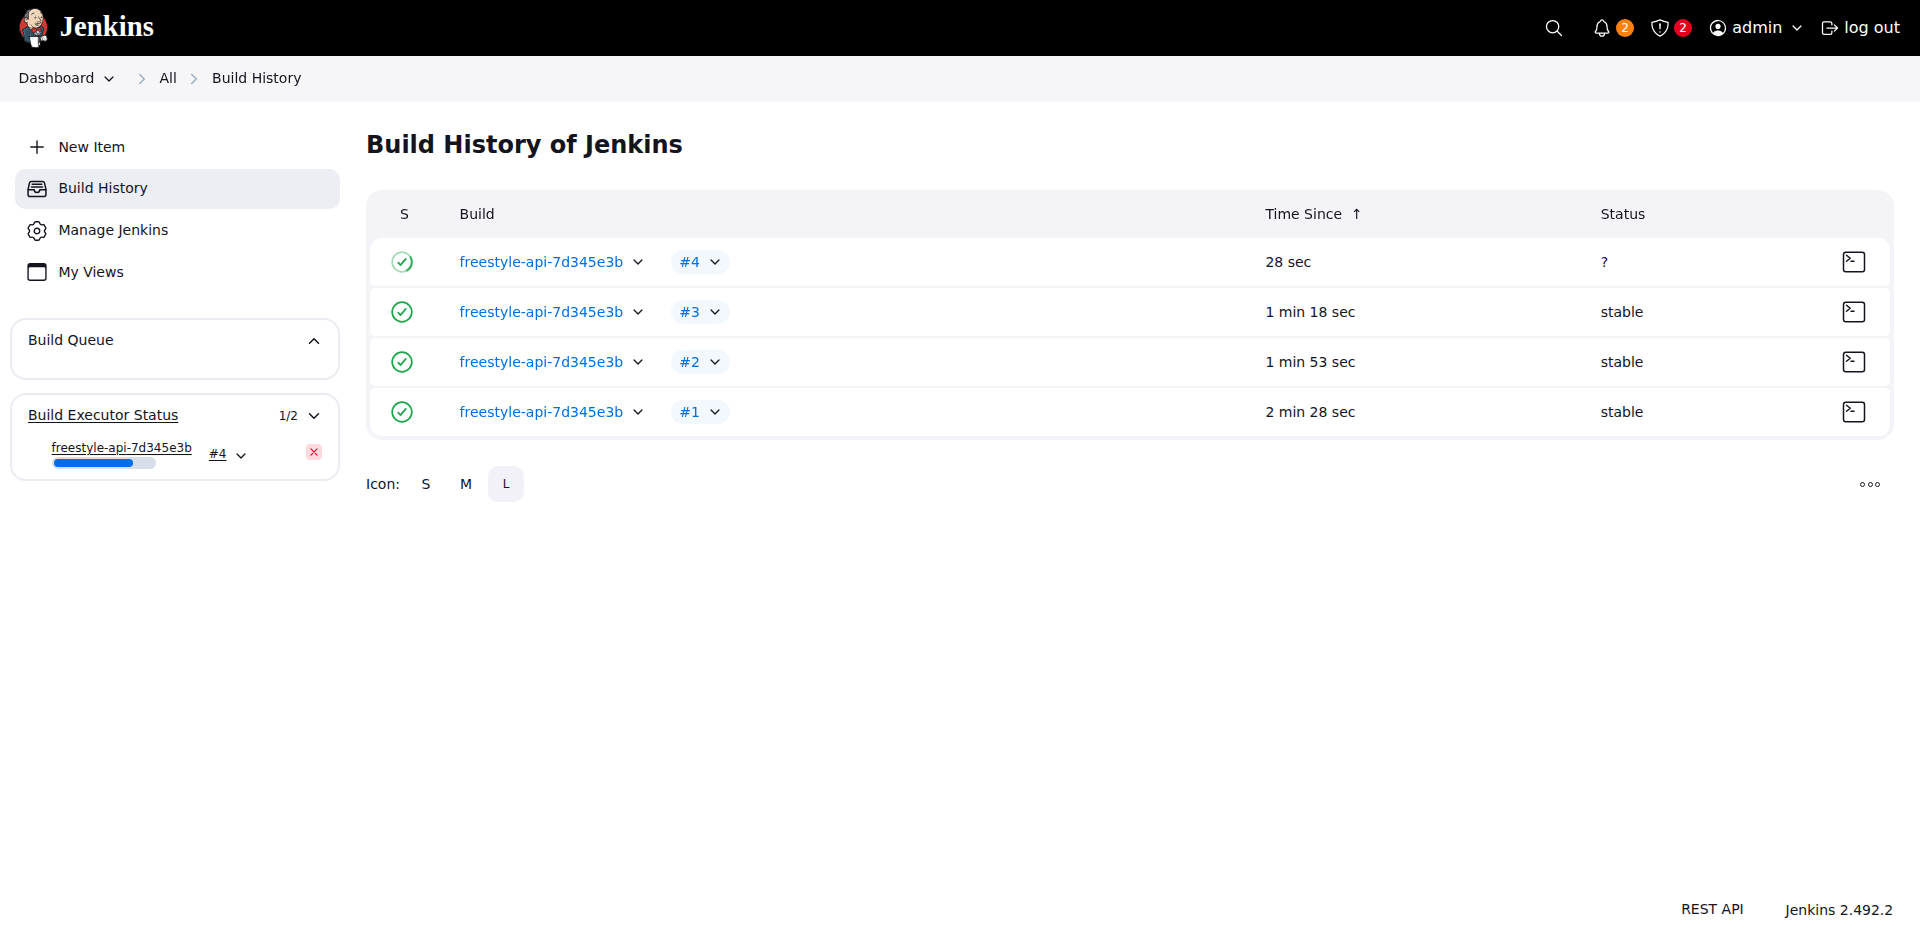 Jenkins
2
2
admin
log out
Dashboard
All
Build History
New Item
Build History
Manage Jenkins
My Views
Build Queue
Build Executor Status
1/2
freestyle-api-7d345e3b
#4
Build History of Jenkins
S Build Time Since ↑ Status
freestyle-api-7d345e3b #4 28 sec ?
freestyle-api-7d345e3b #3 1 min 18 sec stable
freestyle-api-7d345e3b #2 1 min 53 sec stable
freestyle-api-7d345e3b #1 2 min 28 sec stable
Icon: S M L
REST API Jenkins 2.492.2